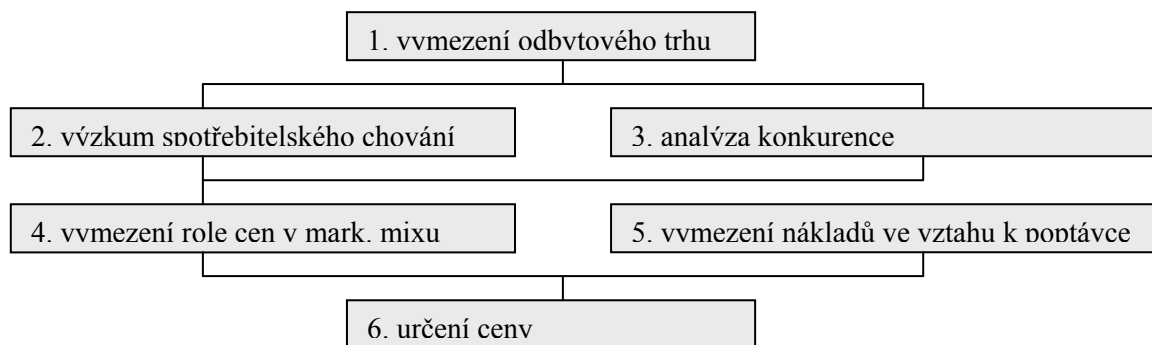 1. vymezení odbytového trhu
2. výzkum spotřebitelského chování
3. analýza konkurence
4. vymezení role cen v mark. mixu
5. vymezení nákladů ve vztahu k poptávce
6. určení ceny